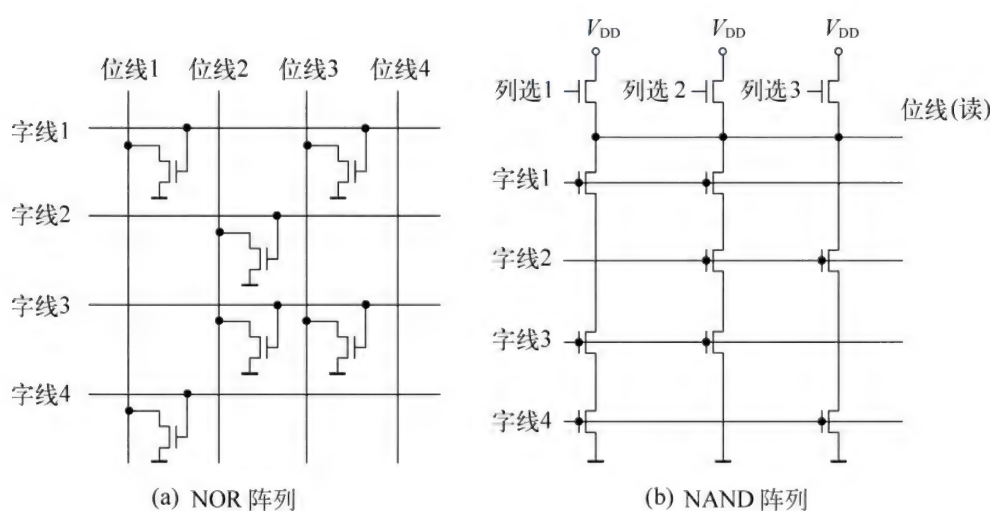 位线1 位线2 位线3 位线4
字线1
字线2
字线3
字线4
(a) NOR 阵列
V_DD V_DD V_DD
列选1 列选2 列选3
位线(读)
字线1
字线2
字线3
字线4
(b) NAND 阵列